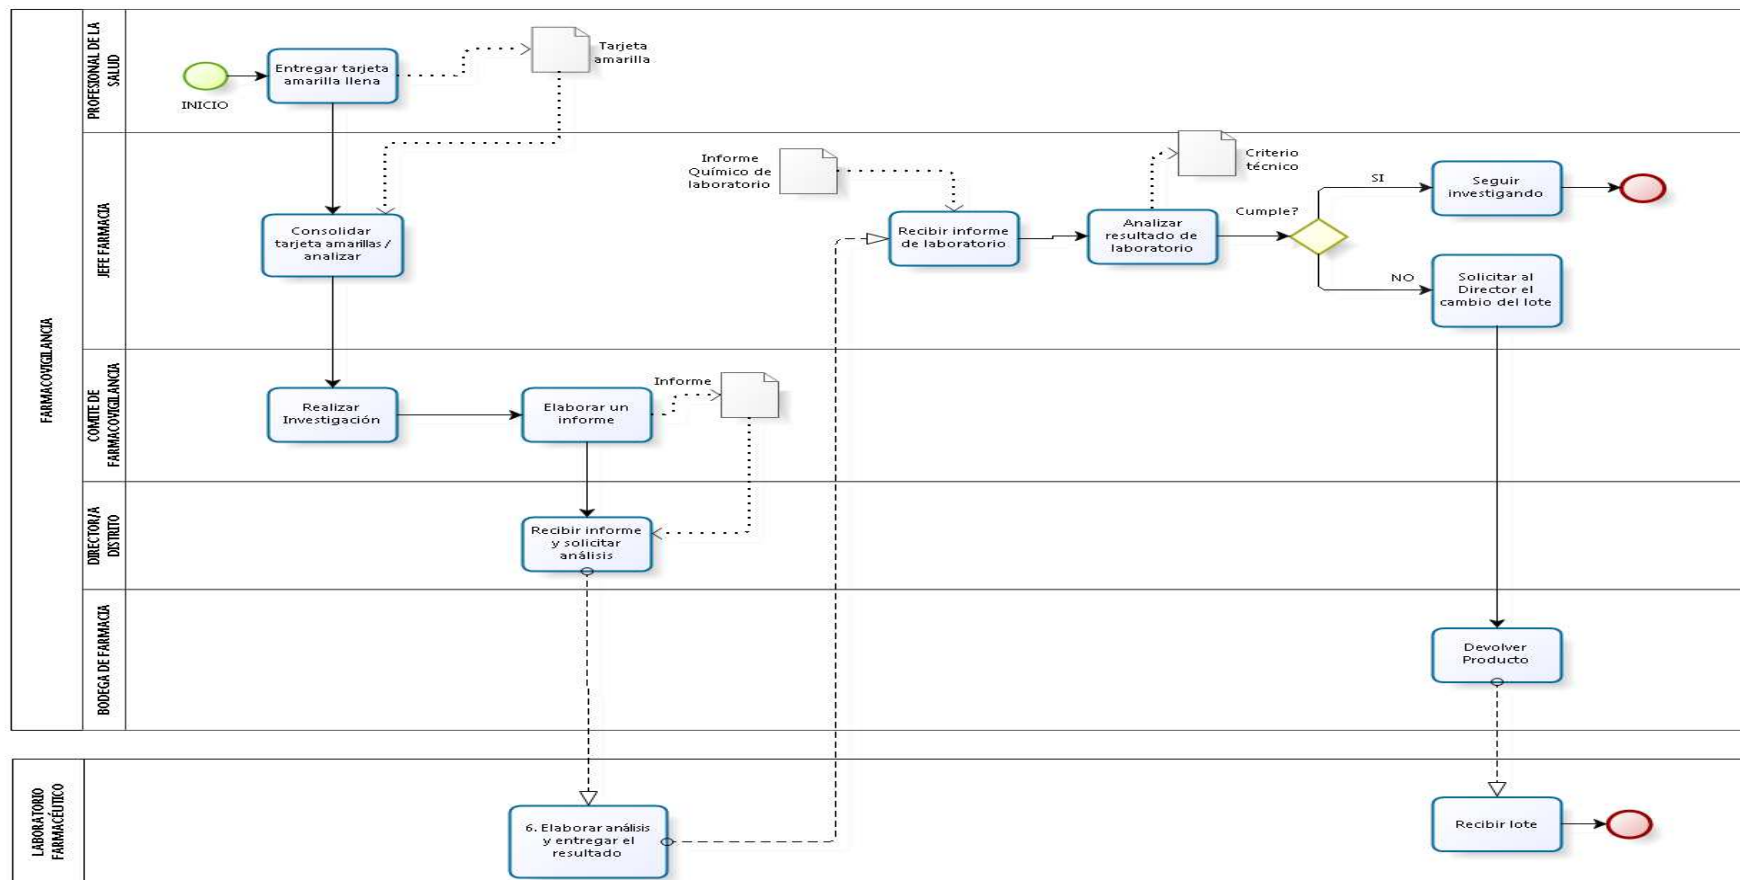 FARMACOVIGILANCIA
PROFESIONAL DE LA
SALUD
INICIO
Entregar tarjeta
amarilla llena
Tarjeta
amarilla
JEFE FARMACIA
Consolidar
tarjeta amarillas /
analizar
Informe
Químico de
laboratorio
Recibir informe
de laboratorio
Criterio
técnico
Analizar
resultado de
laboratorio
Cumple?
SI
Seguir
investigando
NO
Solicitar al
Director el
cambio del lote
COMITE DE
FARMACOVIGILANCIA
Realizar
Investigación
Elaborar un
informe
Informe
DIRECTOR/A
DISTRITO
Recibir informe
y solicitar
análisis
BODEGA DE FARMACIA
Devolver
Producto
LABORATORIO
FARMACÉUTICO
6. Elaborar análisis
y entregar el
resultado
Recibir lote